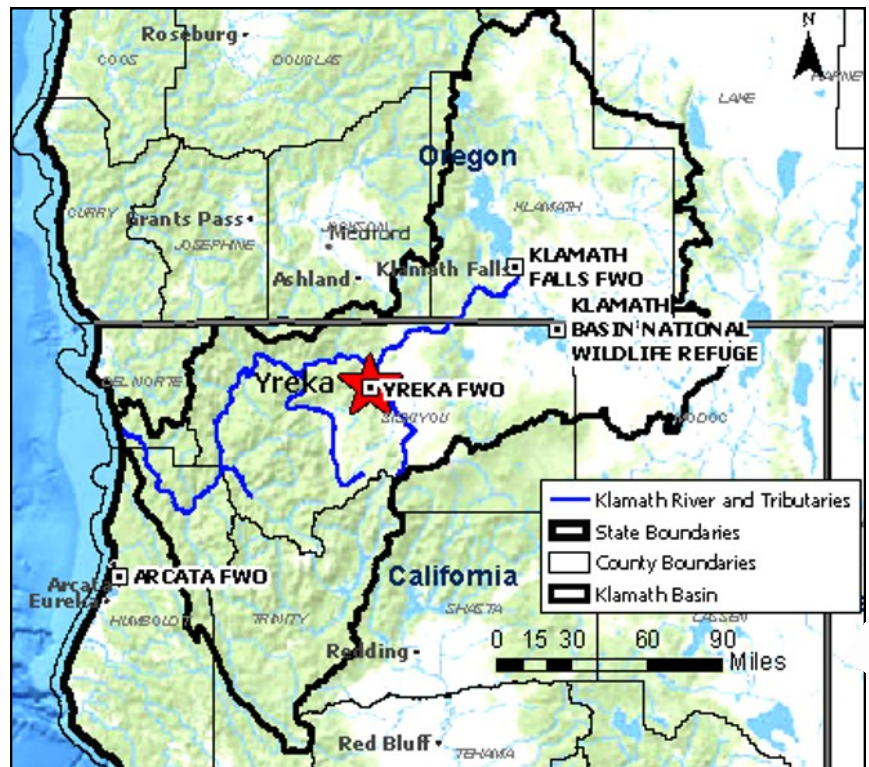 N
Roseburg
COOS
DOUGLAS
LAKE
Oregon
KLAMATH
CURRY
Grants Pass
JACKSON
JOSEPHINE
Medford
Ashland
Klamath Falls
KLAMATH
FALLS FWO
KLAMATH
BASIN NATIONAL
WILDLIFE REFUGE
DEL NORTE
Yreka
YREKA FWO
SISKIYOU
MODOC
Klamath River and Tributaries
State Boundaries
County Boundaries
Klamath Basin
California
ARCATA FWO
Arcata
Eureka
HUMBOLDT
TRINITY
SHASTA
LASSEN
0 15 30 60 90
Miles
Redding
Red Bluff
TEHAMA